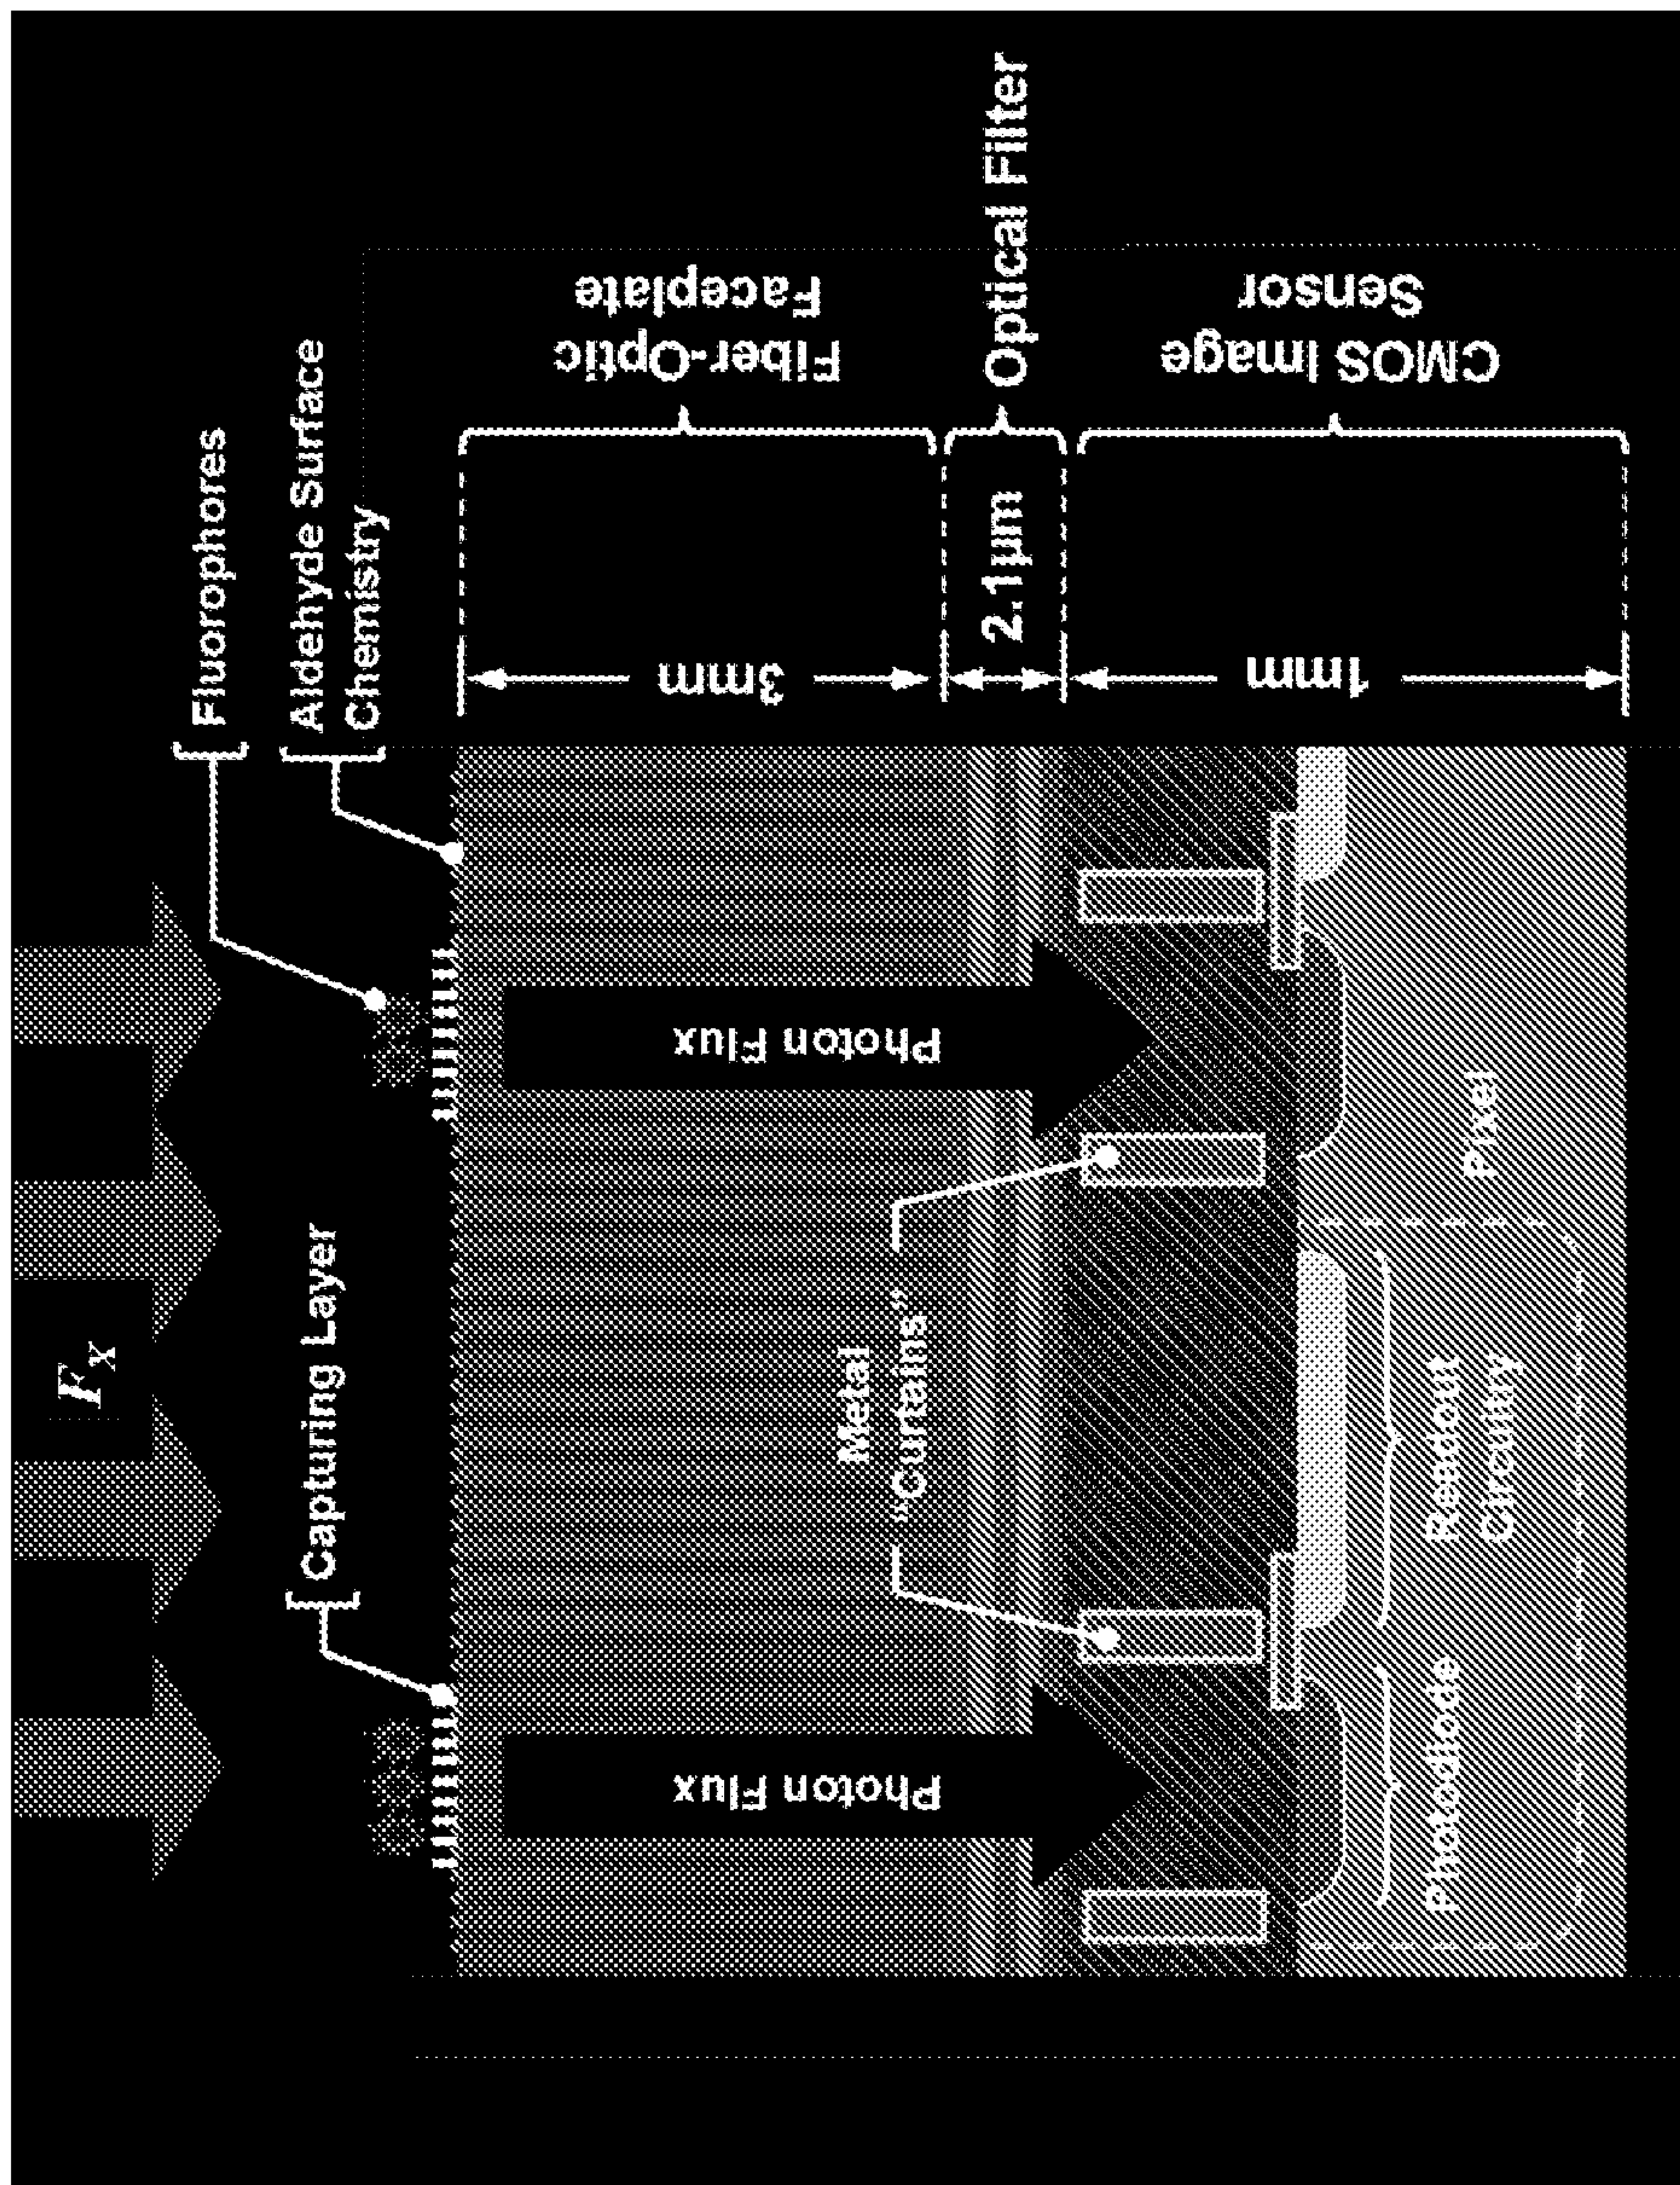 F_X
Fluorophores
Aldehyde Surface
Chemistry
Capturing Layer
Fiber-Optic
Faceplate
3mm
Optical Filter
2.1µm
CMOS Image
Sensor
1mm
Photon Flux
Photon Flux
Metal
"Curtains"
Photodiode
Readout
Circuitry
Pixel